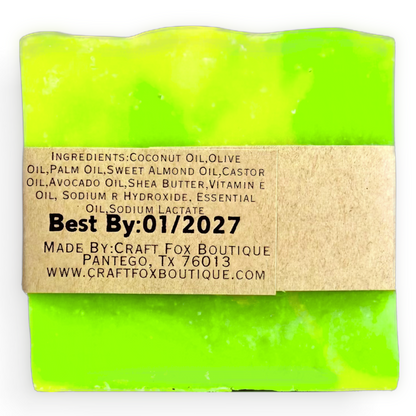 Ingredients:Coconut Oil,Olive
Oil,Palm Oil,Sweet Almond Oil,Castor
Oil,Avocado Oil,Shea Butter,Vitamin e
Oil, Sodium r Hydroxide, Essential
Oil,Sodium Lactate
Best By:01/2027
Made By:Craft Fox Boutique
Pantego, Tx 76013
www.craftfoxboutique.com